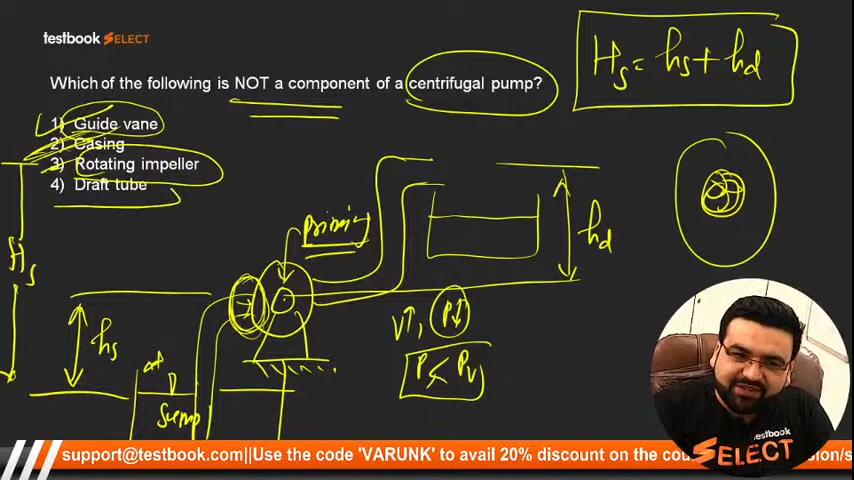 testbook SELECT
Hs = hs + hd
Which of the following is NOT a component of a centrifugal pump?
1) Guide vane
2) Casing
3) Rotating impeller
4) Draft tube
Priming
hd
Hs
hs
V↑, P↓
P < Pv
Sump
testbook
SELECT
support@testbook.com||Use the code 'VARUNK' to avail 20% discount on the cou
sion/s